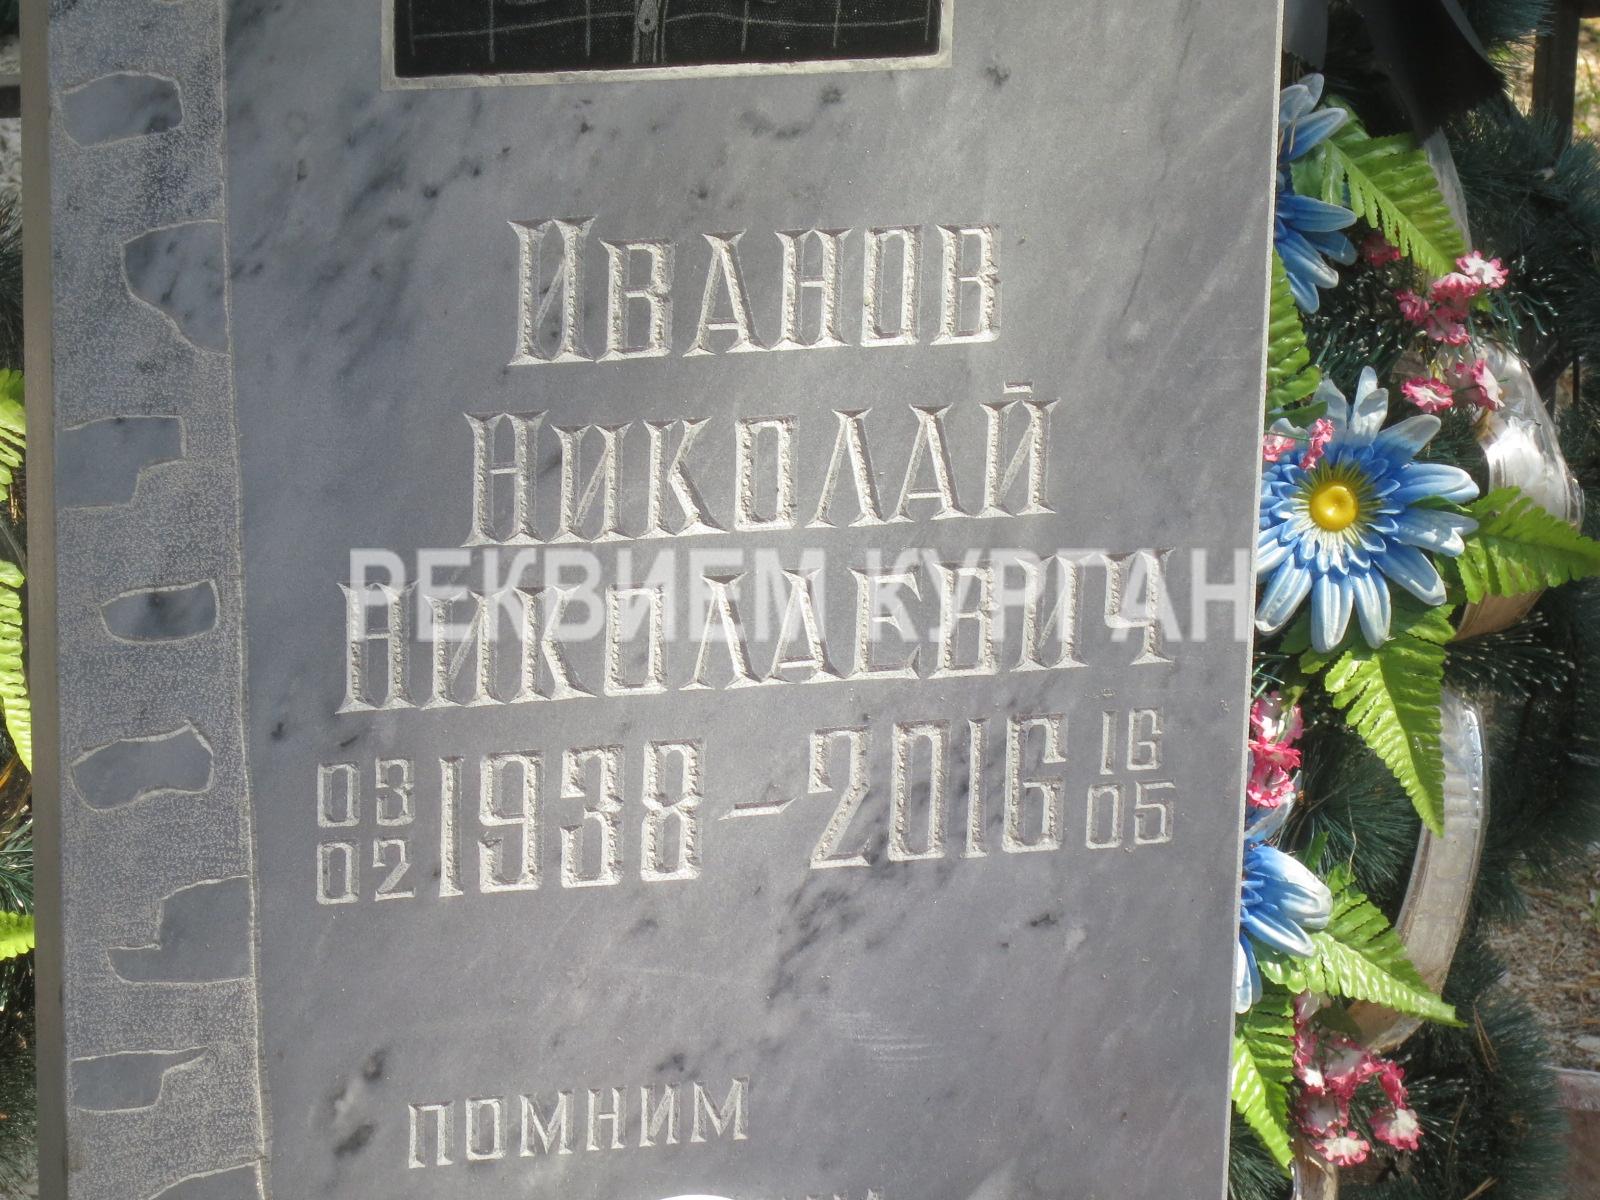 Иванов
Николай
Николаевич
РЕКВИЕМ КУРГАН
03 02 1938 – 2016 16 05
ПОМНИМ